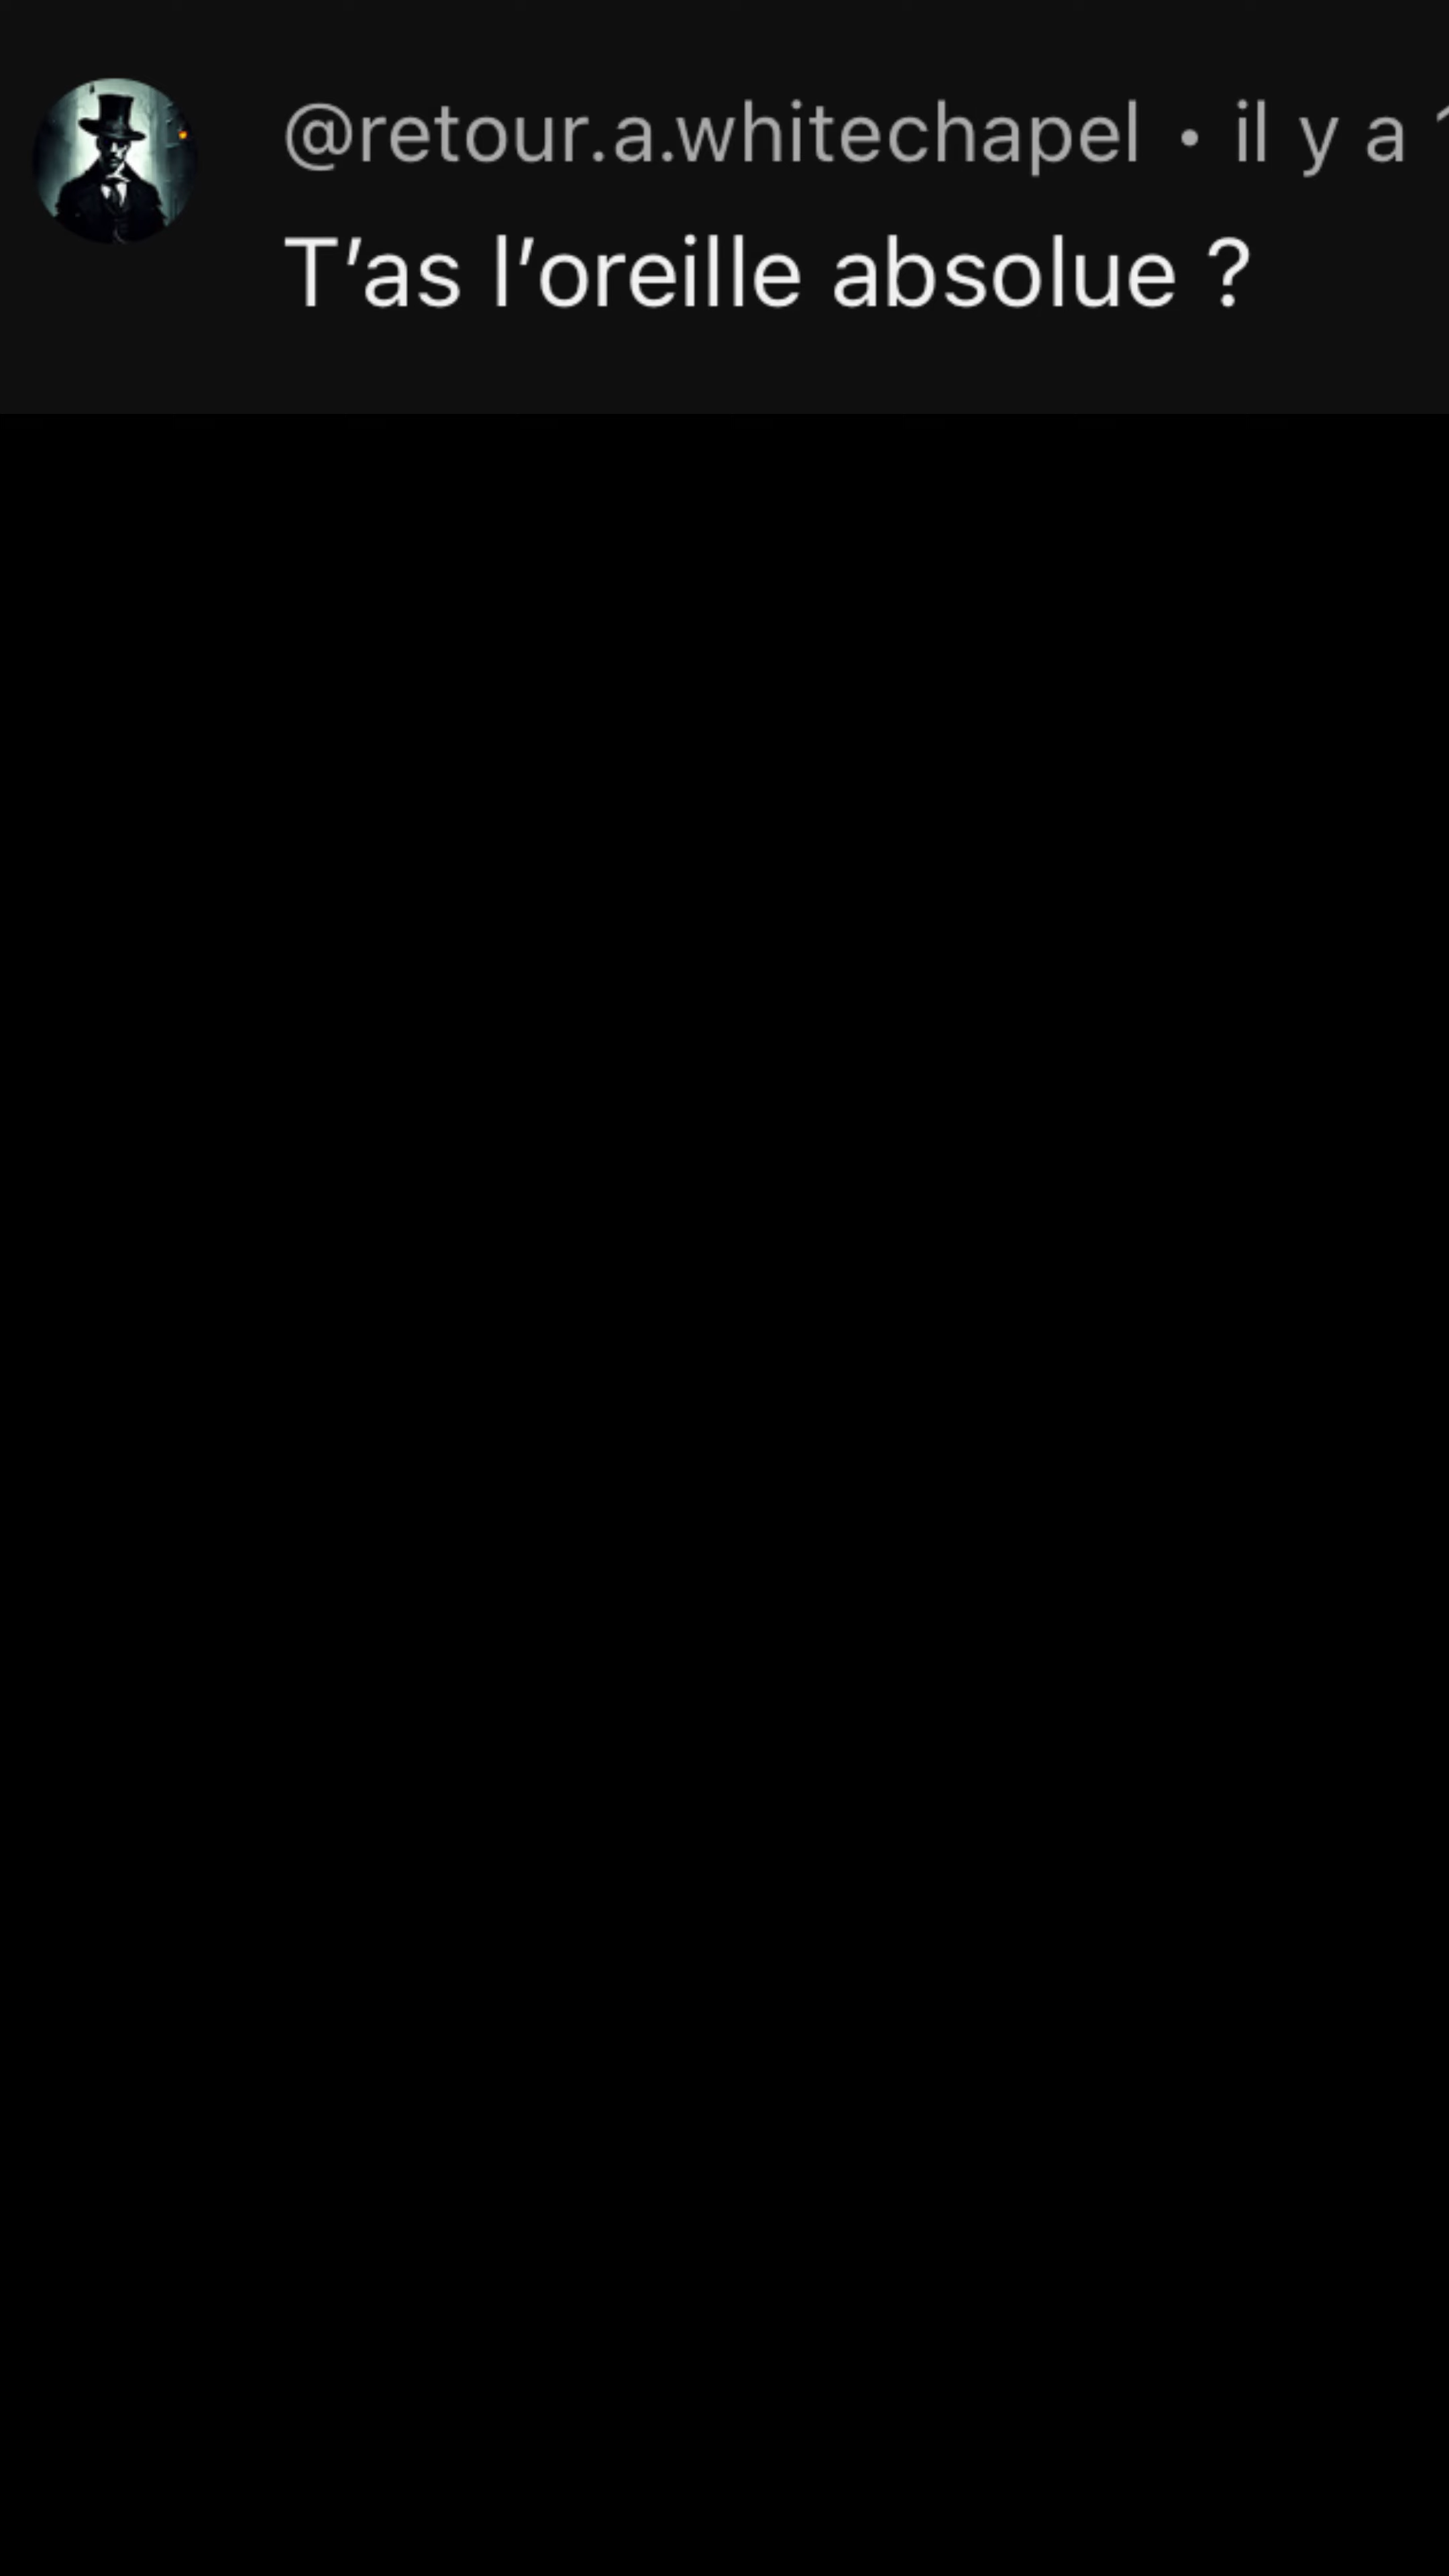 @retour.a.whitechapel • il y a
T’as l’oreille absolue ?